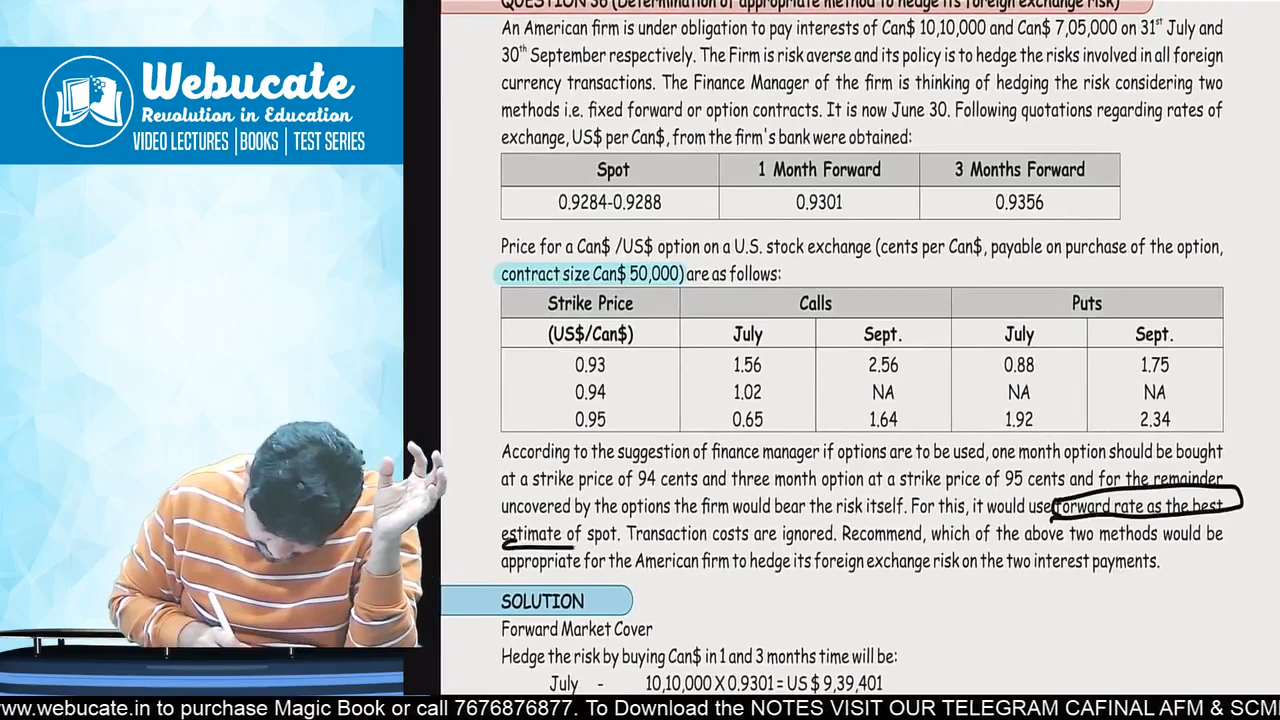 Webucate
Revolution in Education
VIDEO LECTURES | BOOKS | TEST SERIES
QUESTION 36 (Determination of appropriate method to hedge its foreign exchange risk)
An American firm is under obligation to pay interests of Can$ 10,10,000 and Can$ 7,05,000 on 31st July and
30th September respectively. The Firm is risk averse and its policy is to hedge the risks involved in all foreign
currency transactions. The Finance Manager of the firm is thinking of hedging the risk considering two
methods i.e. fixed forward or option contracts. It is now June 30. Following quotations regarding rates of
exchange, US$ per Can$, from the firm's bank were obtained:
Spot 1 Month Forward 3 Months Forward
0.9284-0.9288 0.9301 0.9356
Price for a Can$ /US$ option on a U.S. stock exchange (cents per Can$, payable on purchase of the option,
contract size Can$ 50,000) are as follows:
Strike Price Calls Puts
(US$/Can$) July Sept. July Sept.
0.93 1.56 2.56 0.88 1.75
0.94 1.02 NA NA NA
0.95 0.65 1.64 1.92 2.34
According to the suggestion of finance manager if options are to be used, one month option should be bought
at a strike price of 94 cents and three month option at a strike price of 95 cents and for the remainder
uncovered by the options the firm would bear the risk itself. For this, it would use forward rate as the best
estimate of spot. Transaction costs are ignored. Recommend, which of the above two methods would be
appropriate for the American firm to hedge its foreign exchange risk on the two interest payments.
SOLUTION
Forward Market Cover
Hedge the risk by buying Can$ in 1 and 3 months time will be:
July - 10,10,000 X 0.9301 = US $ 9,39,401
www.webucate.in to purchase Magic Book or call 7676876877. To Download the NOTES VISIT OUR TELEGRAM CAFINAL AFM & SCM